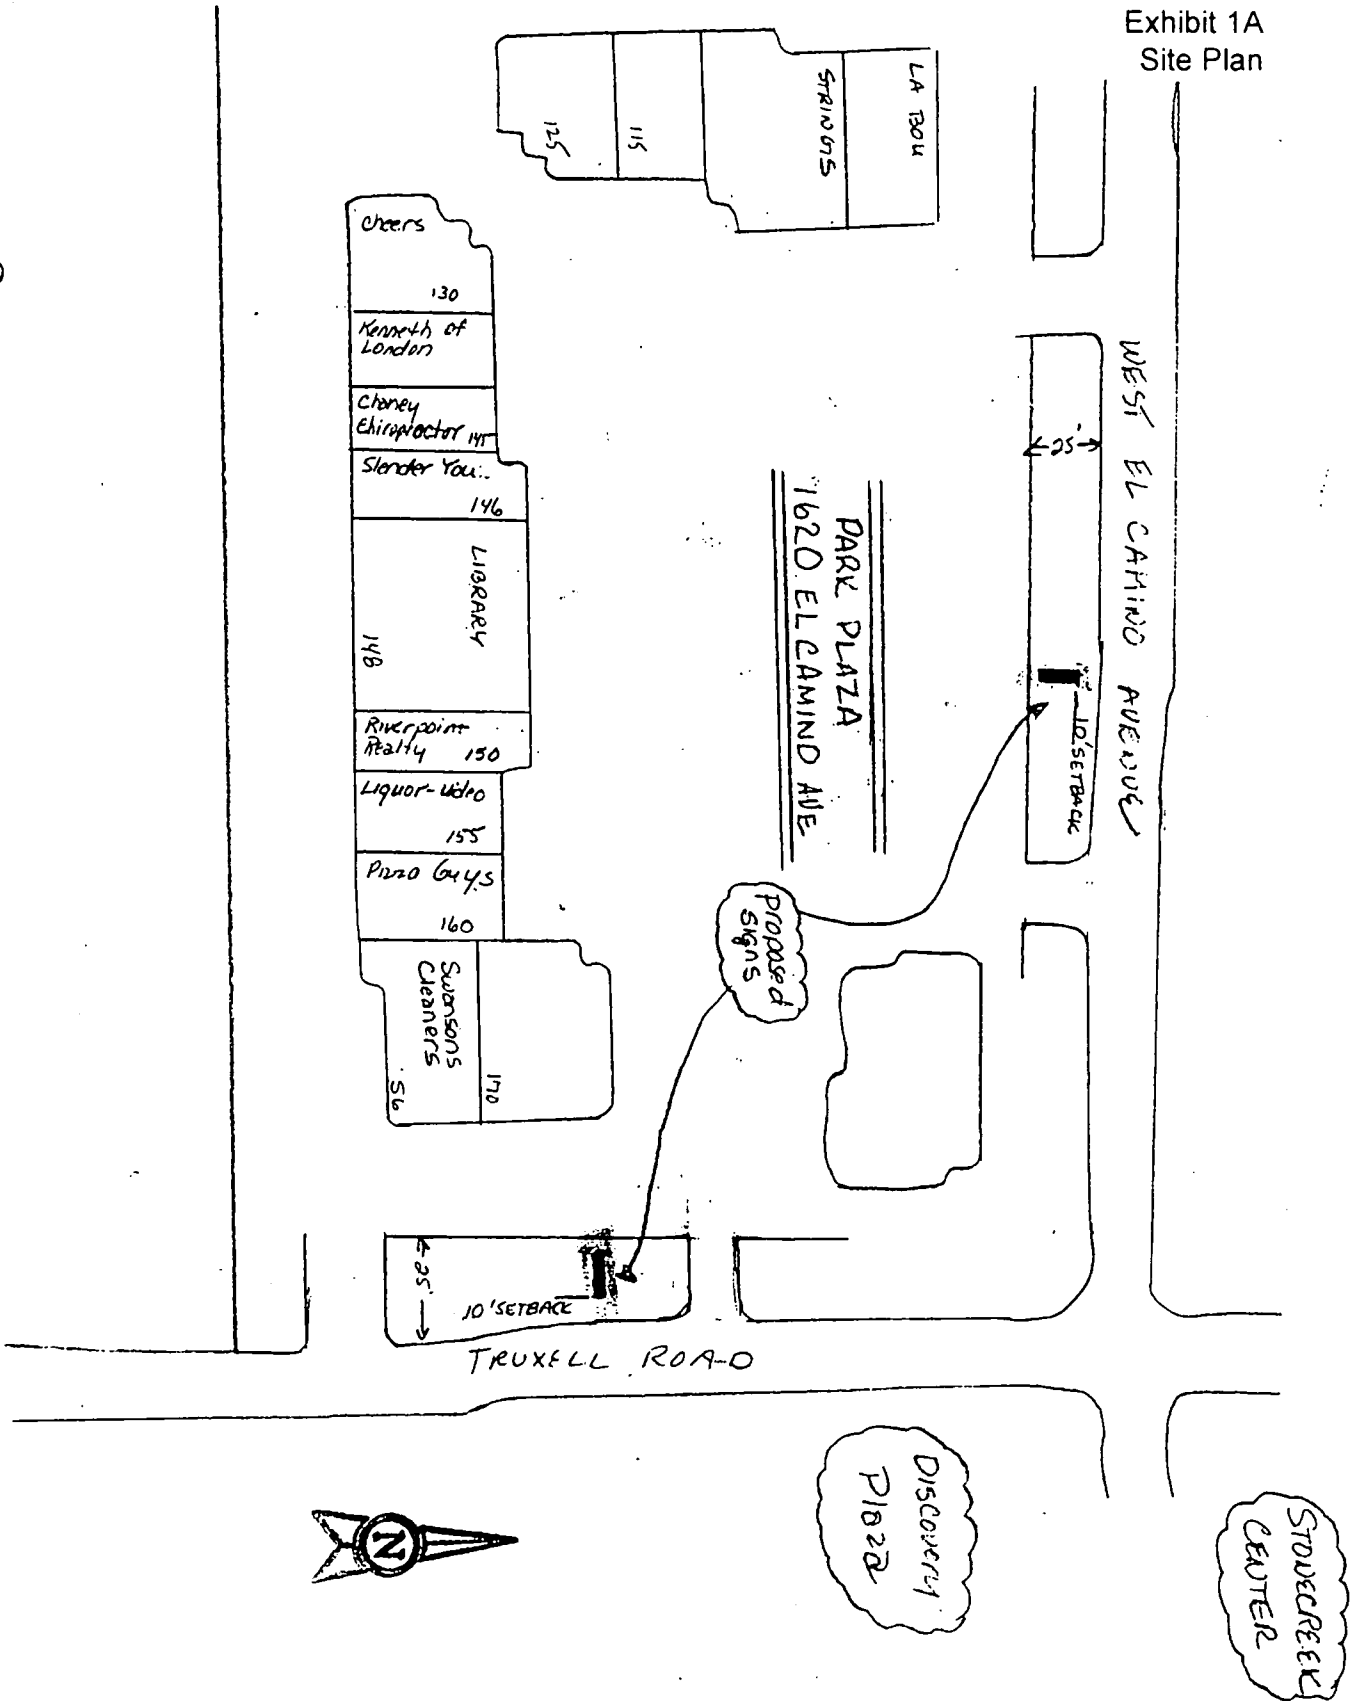 Exhibit 1A
Site Plan
LA BOU
STRINGS
115
125
Cheers
130
Kenneth of
London
Chaney
Chiropractor 145
Slender You..
146
LIBRARY
148
Riverpoint
Realty 150
Liquor-Video
155
Pizza Guys
160
Swansons
Cleaners
56
170
WEST EL CAMINO AVENUE
25'
10' SETBACK
PARK PLAZA
1620 EL CAMINO AVE
proposed
signs
25'
10' SETBACK
TRUXELL ROAD
DISCOVERY
Plaza
STONECREEK
CENTER
N